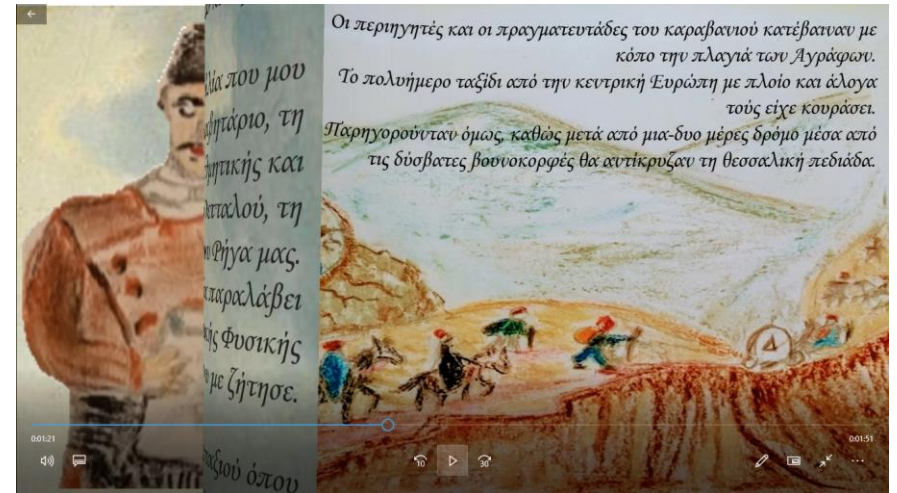 Οι περιηγητές και οι πραγματευτάδες του καραβανιού κατέβαιναν με
κόπο την πλαγιά των Αγράφων.
Το πολυήμερο ταξίδι από την κεντρική Ευρώπη με πλοίο και άλογα
τούς είχε κουράσει.
Παρηγορούνταν όμως, καθώς μετά από μια-δυο μέρες δρόμο μέσα από
τις δύσβατες βουνοκορφές θα αντίκρυζαν τη θεσσαλική πεδιάδα.
που μου
τη
και
τη
Ρήγα μας.
παραλάβει
Φυσικής
με ζήτησε.
όπου
0:01:21
0:01:51
10
30